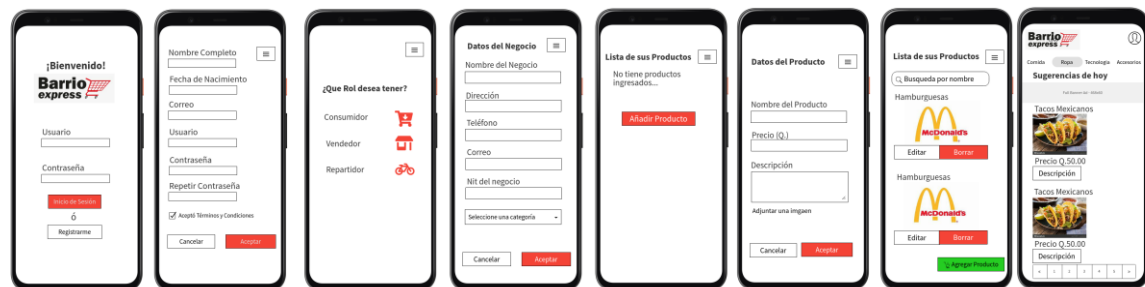 ¡Bienvenido!
Barrio
express
Usuario
Contraseña
Inicio de Sesión
ó
Registrarme
Nombre Completo
Fecha de Nacimiento
Correo
Usuario
Contraseña
Repetir Contraseña
Aceptó Términos y Condiciones
Cancelar
Aceptar
¿Que Rol desea tener?
Consumidor
Vendedor
Repartidor
Datos del Negocio
Nombre del Negocio
Dirección
Teléfono
Correo
Nit del negocio
Seleccione una categoría
Cancelar
Aceptar
Lista de sus Productos
No tiene productos
ingresados...
Añadir Producto
Datos del Producto
Nombre del Producto
Precio (Q.)
Descripción
Adjuntar una imgaen
Cancelar
Aceptar
Lista de sus Productos
Busqueda por nombre
Hamburguesas
McDonald's
Editar
Borrar
Hamburguesas
McDonald's
Editar
Borrar
Agregar Producto
Barrio
express
Comida
Ropa
Tecnologia
Accesorios
Sugerencias de hoy
Tacos Mexicanos
Precio Q.50.00
Descripción
Tacos Mexicanos
Precio Q.50.00
Descripción
« 1 2 3 4 5 »